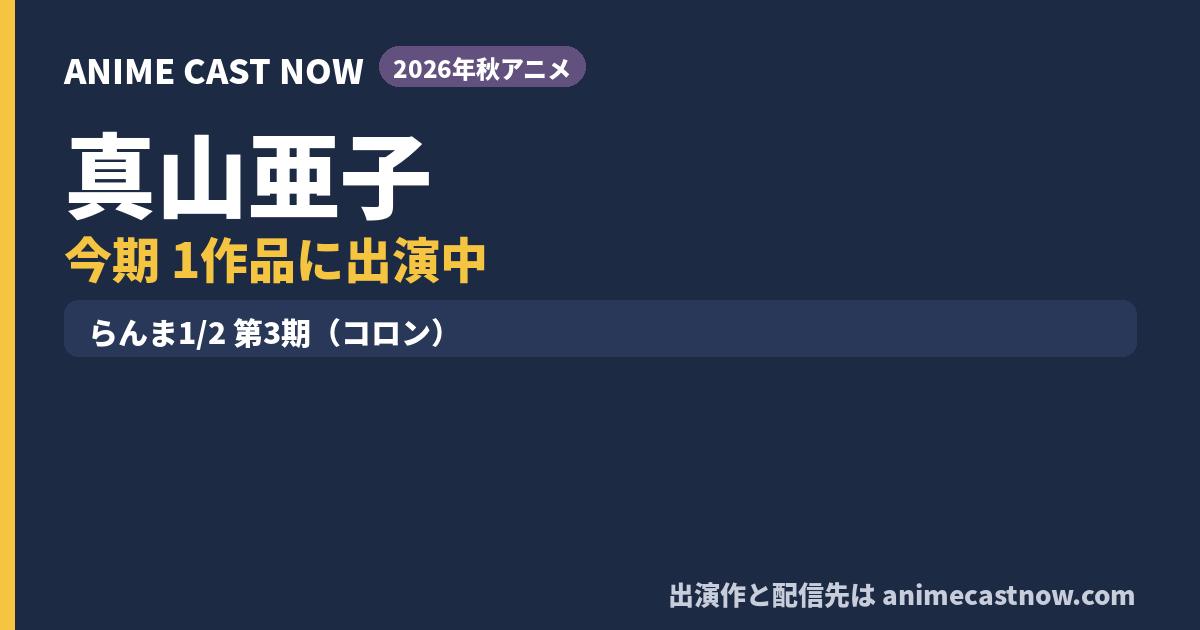 ANIME CAST NOW 2026年秋アニメ
真山亜子
今期 1作品に出演中
らんま1/2 第3期（コロン）
出演作と配信先は animecastnow.com